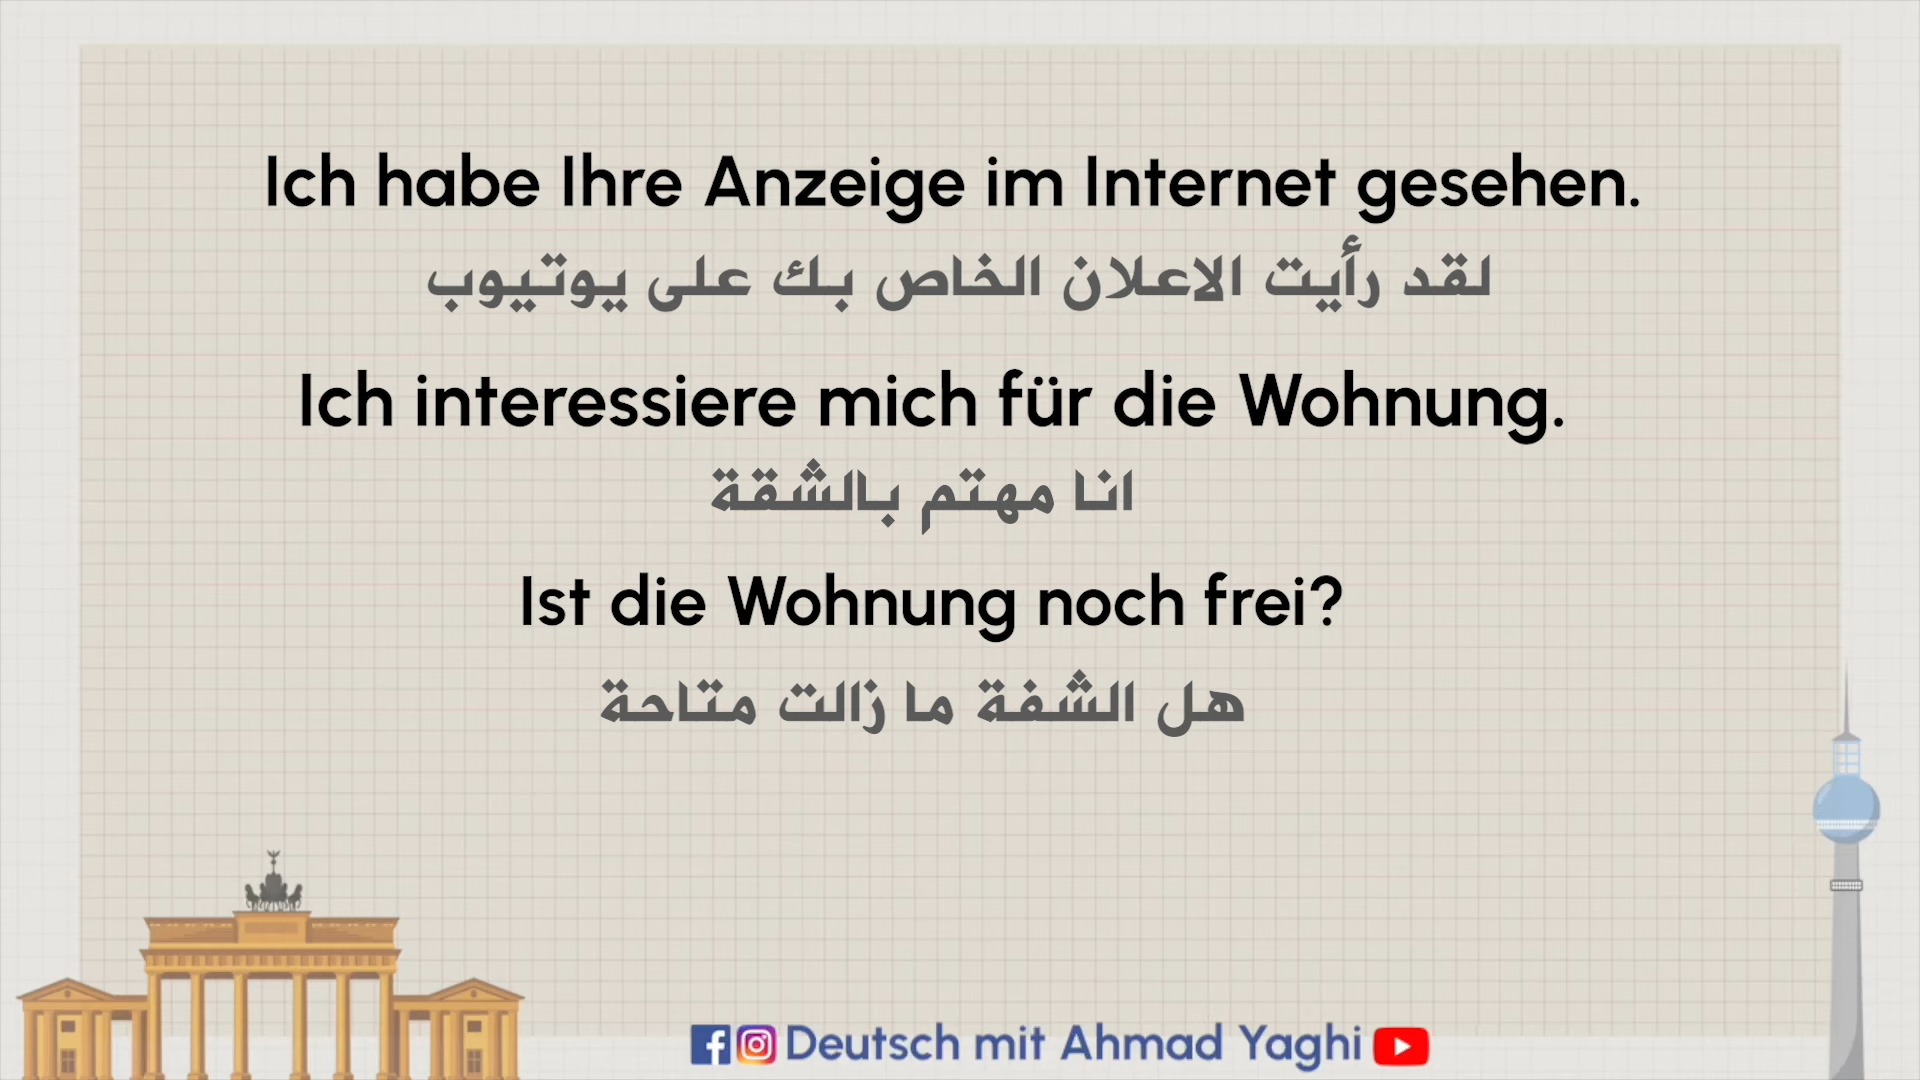 Ich habe Ihre Anzeige im Internet gesehen.
لقد رأيت الاعلان الخاص بك على يوتيوب
Ich interessiere mich für die Wohnung.
انا مهتم بالشقة
Ist die Wohnung noch frei?
هل الشفة ما زالت متاحة
Deutsch mit Ahmad Yaghi